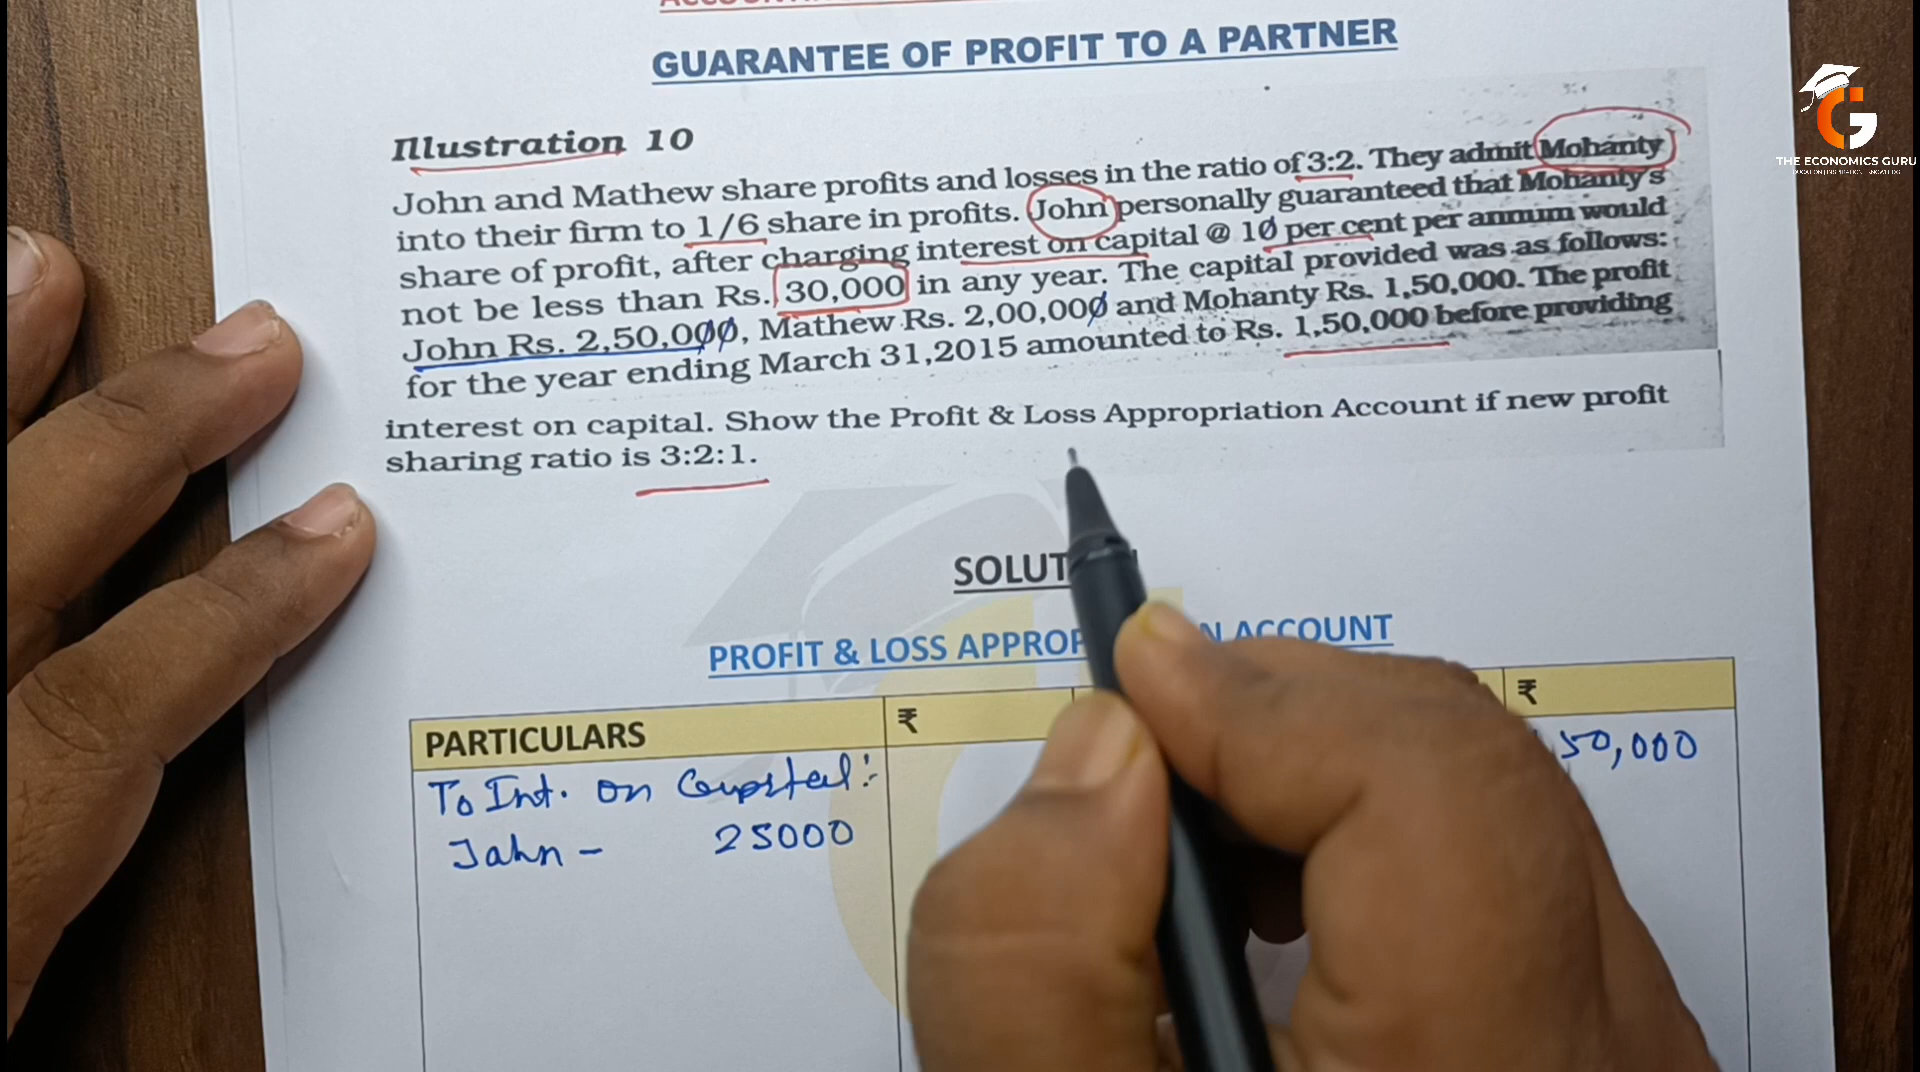 GUARANTEE OF PROFIT TO A PARTNER
THE ECONOMICS GURU
Illustration 10
John and Mathew share profits and losses in the ratio of 3:2. They admit Mohanty
into their firm to 1/6 share in profits. John personally guaranteed that Mohanty's
share of profit, after charging interest on capital @ 10 per cent per annum would
not be less than Rs. 30,000 in any year. The capital provided was as follows:
John Rs. 2,50,000, Mathew Rs. 2,00,000 and Mohanty Rs. 1,50,000. The profit
for the year ending March 31,2015 amounted to Rs. 1,50,000 before providing
interest on capital. Show the Profit & Loss Appropriation Account if new profit
sharing ratio is 3:2:1.
SOLUT
PROFIT & LOSS APPROP N ACCOUNT
PARTICULARS ₹ ₹
To Int. on Capital:- 50,000
Jahn - 25000